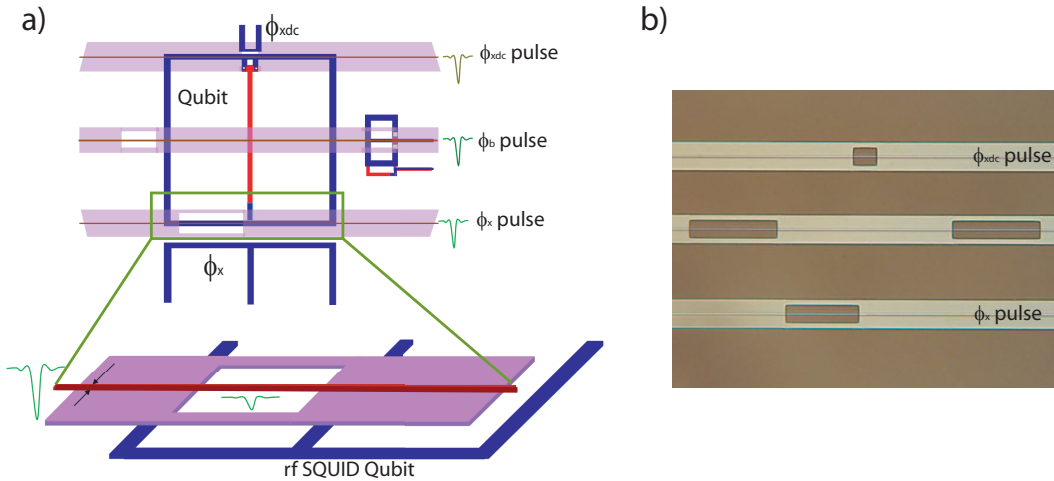 a)
b)
ϕxdc
ϕxdc pulse
Qubit
ϕb pulse
ϕx pulse
ϕx
rf SQUID Qubit
ϕxdc pulse
ϕx pulse